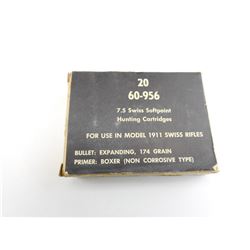 20
60-956
7.5 Swiss Softpoint
Hunting Cartridges
FOR USE IN MODEL 1911 SWISS RIFLES
BULLET: EXPANDING, 174 GRAIN
PRIMER: BOXER (NON CORROSIVE TYPE)